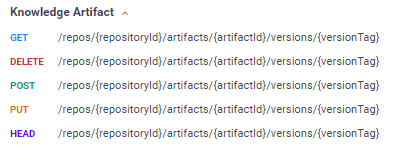 Knowledge Artifact
GET /repos/{repositoryId}/artifacts/{artifactId}/versions/{versionTag}
DELETE /repos/{repositoryId}/artifacts/{artifactId}/versions/{versionTag}
POST /repos/{repositoryId}/artifacts/{artifactId}/versions/{versionTag}
PUT /repos/{repositoryId}/artifacts/{artifactId}/versions/{versionTag}
HEAD /repos/{repositoryId}/artifacts/{artifactId}/versions/{versionTag}